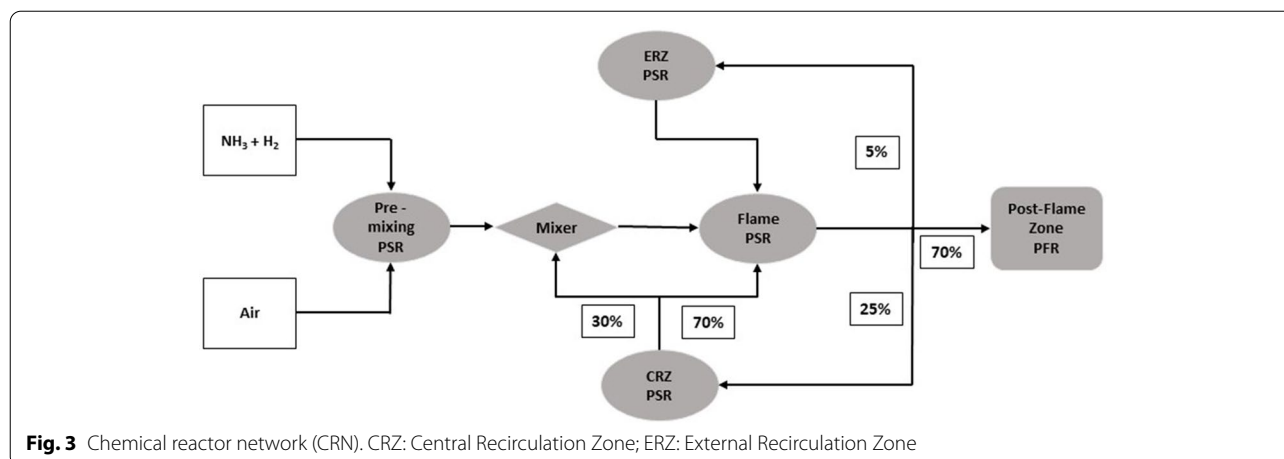 ERZ
PSR
NH₃ + H₂
5%
Pre -
mixing
PSR
Mixer
Flame
PSR
Post-Flame
Zone
PFR
70%
Air
30%
70%
25%
CRZ
PSR
Fig. 3 Chemical reactor network (CRN). CRZ: Central Recirculation Zone; ERZ: External Recirculation Zone